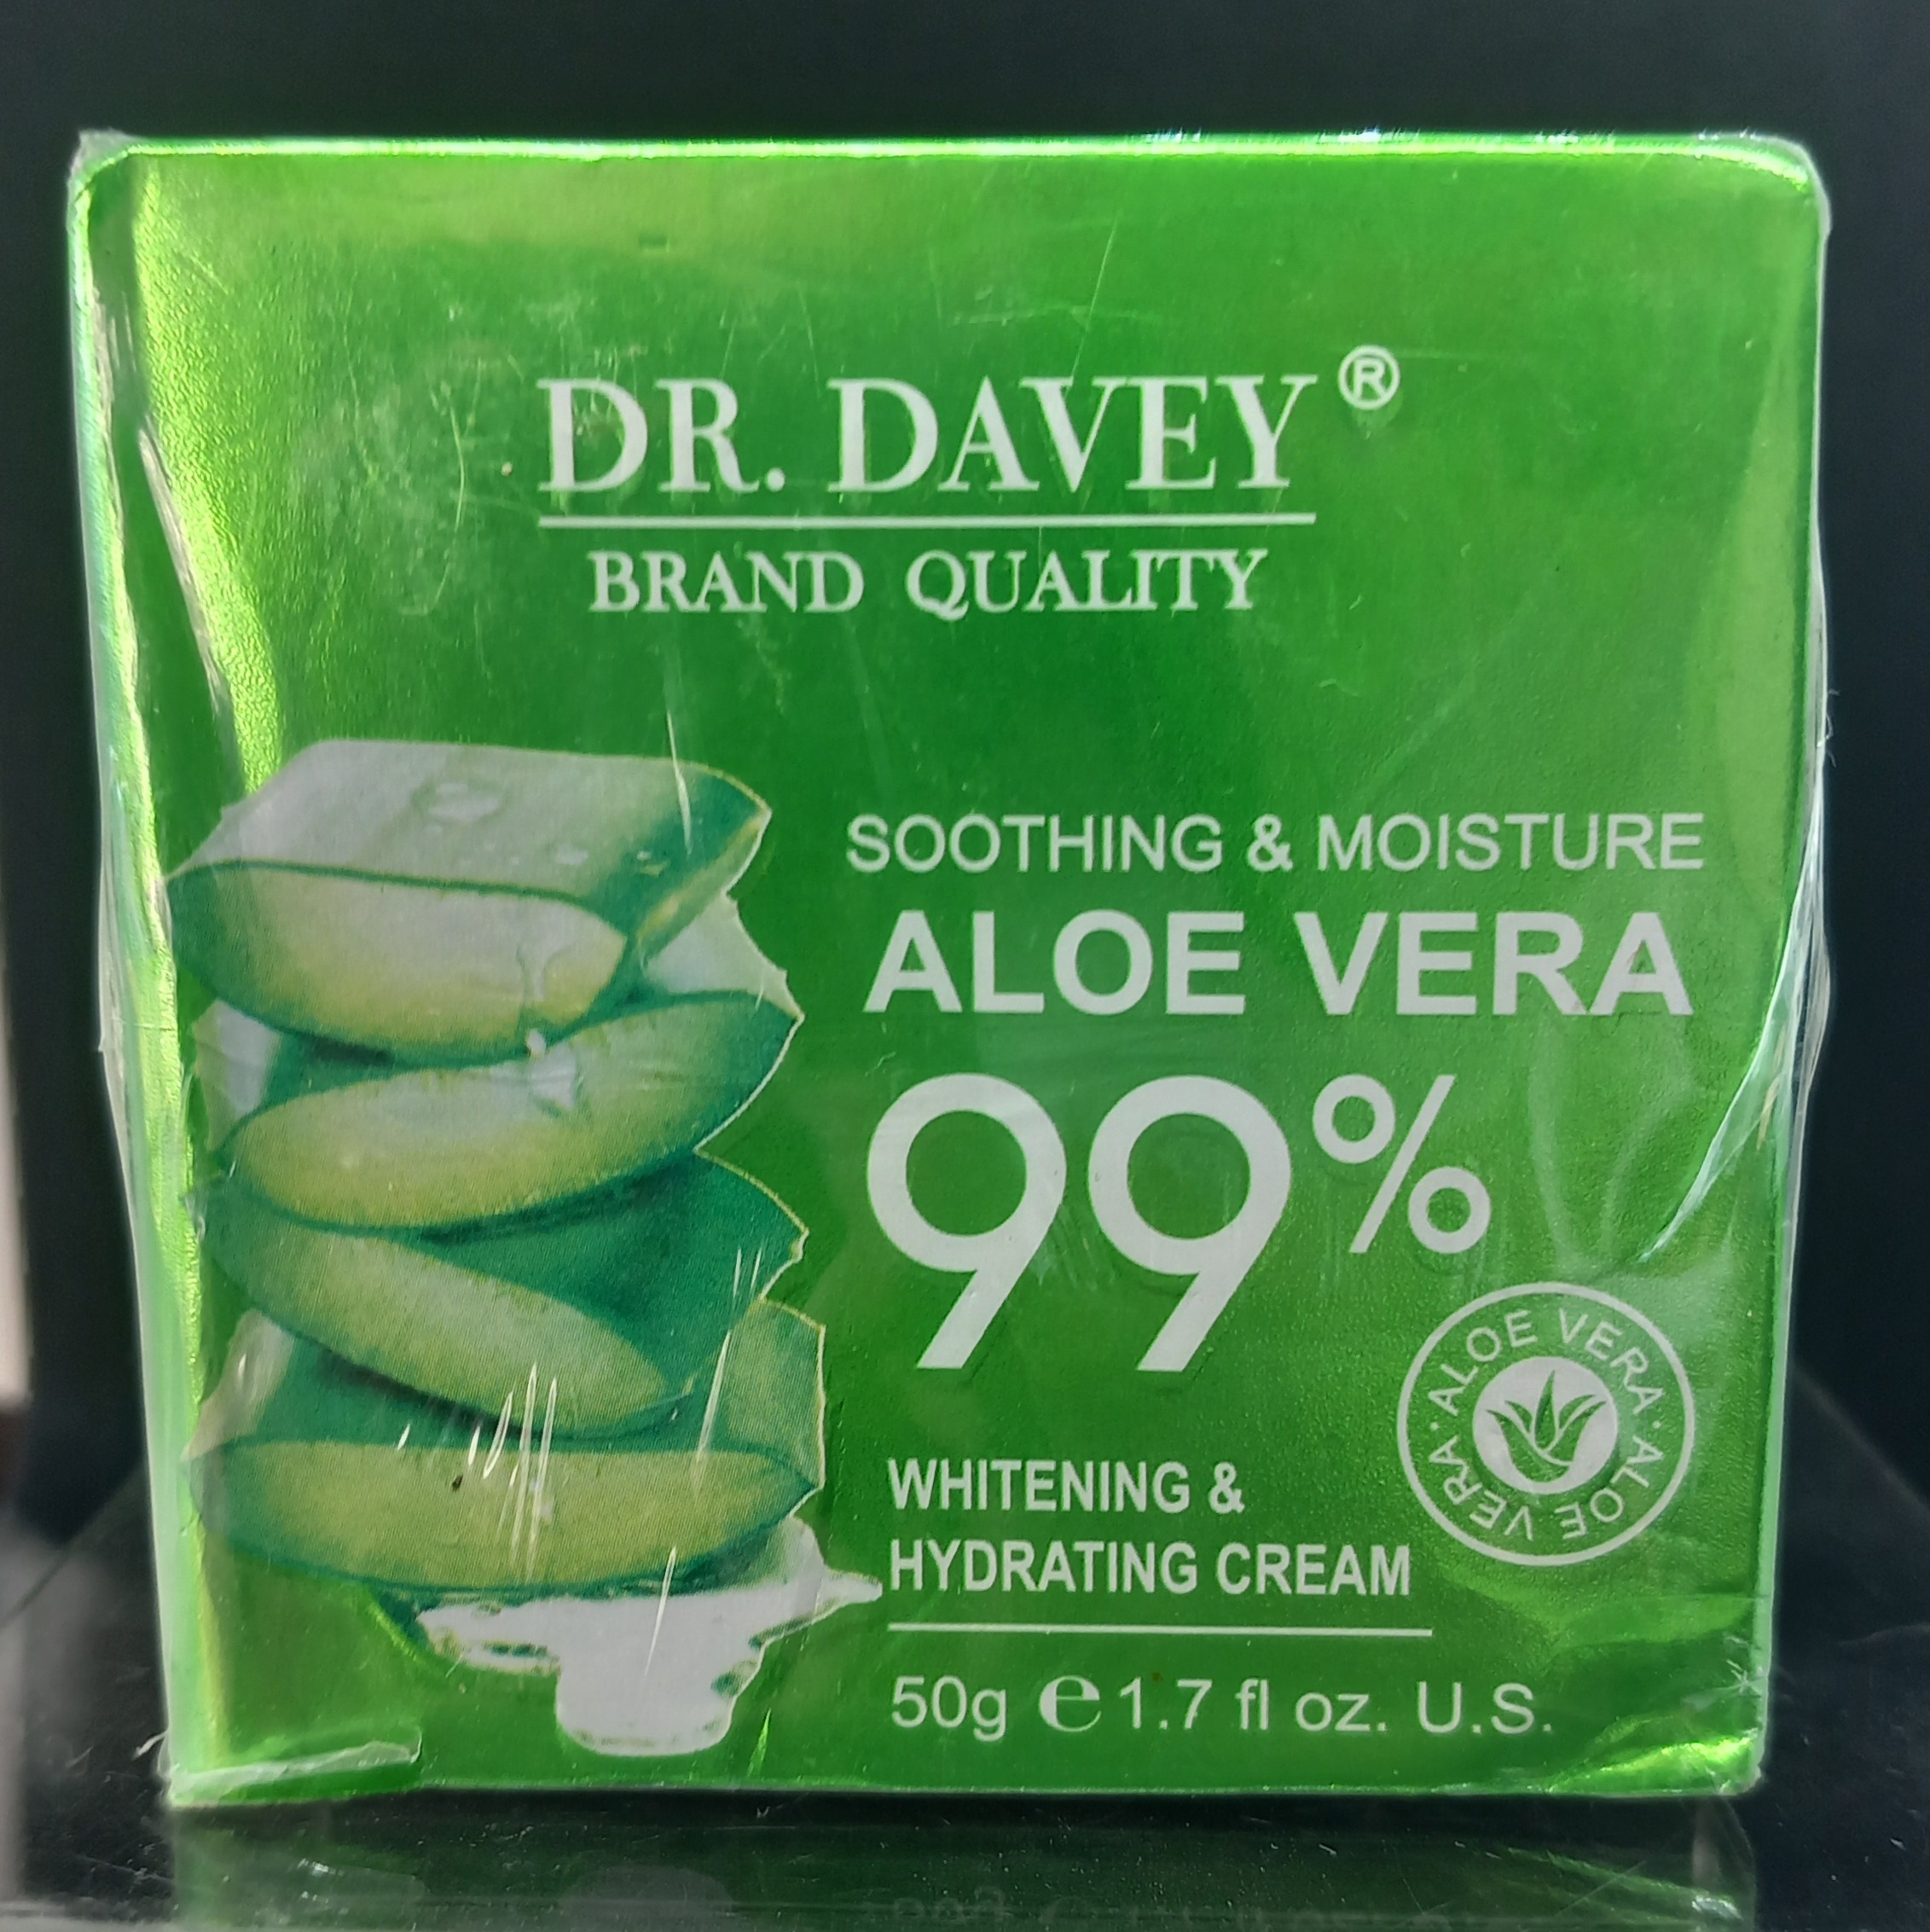 DR. DAVEY®
BRAND QUALITY
SOOTHING & MOISTURE
ALOE VERA
99%
ALOE VERA · ALOE VERA ·
WHITENING &
HYDRATING CREAM
50g ℮ 1.7 fl oz. U.S.